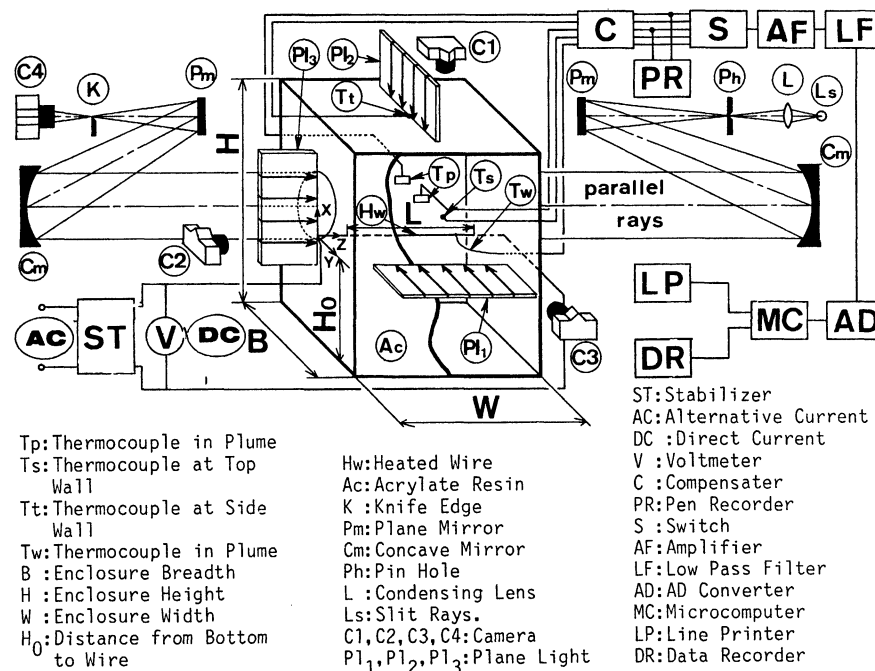 C4
K
Pm
Pl3
Pl2
C1
Tt
C
S
AF
LF
PR
Pm
Ph
L
Ls
Cm
H
Tp
Ts
Tw
Hw
L
parallel
rays
X
Z
Y
C2
Cm
H0
LP
MC
AD
DR
AC
ST
V
DC
B
Ac
Pl1
C3
W
Tp:Thermocouple in Plume
Ts:Thermocouple at Top
Wall
Tt:Thermocouple at Side
Wall
Tw:Thermocouple in Plume
B :Enclosure Breadth
H :Enclosure Height
W :Enclosure Width
H0:Distance from Bottom
to Wire
Hw:Heated Wire
Ac:Acrylate Resin
K :Knife Edge
Pm:Plane Mirror
Cm:Concave Mirror
Ph:Pin Hole
L :Condensing Lens
Ls:Slit Rays.
C1,C2,C3,C4:Camera
Pl1,Pl2,Pl3:Plane Light
ST:Stabilizer
AC:Alternative Current
DC :Direct Current
V :Voltmeter
C :Compensater
PR:Pen Recorder
S :Switch
AF:Amplifier
LF:Low Pass Filter
AD:AD Converter
MC:Microcomputer
LP:Line Printer
DR:Data Recorder